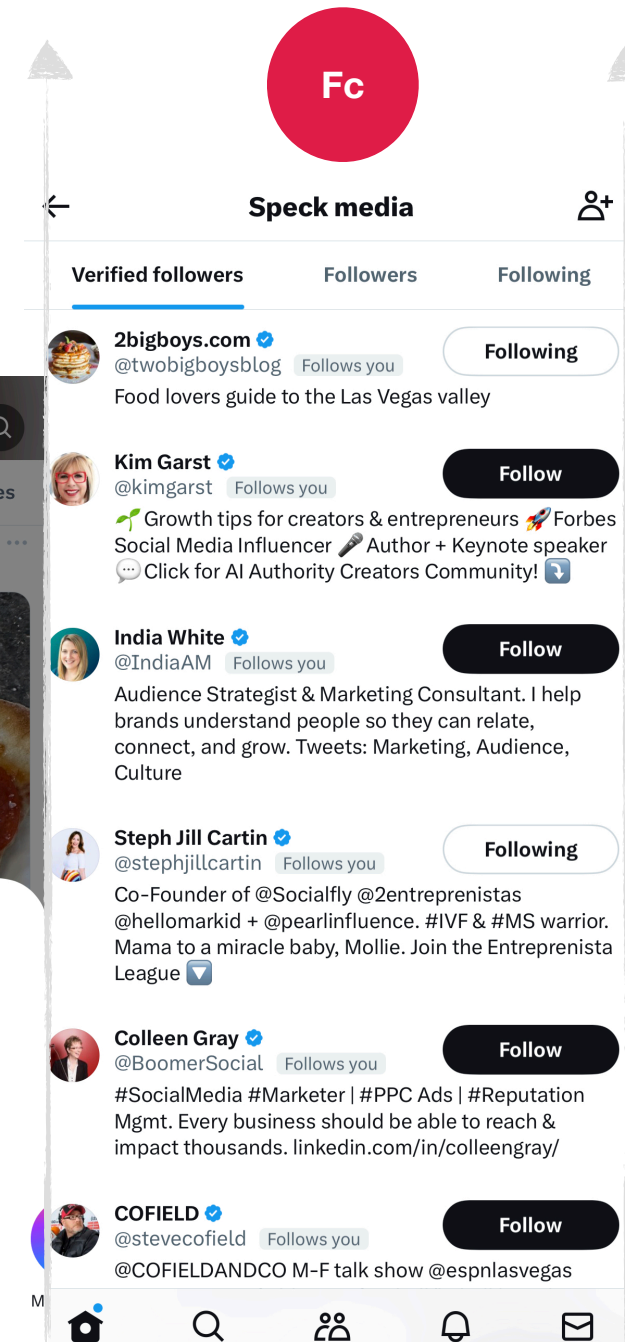 Fc
Speck media
Verified followers
Followers
Following
2bigboys.com
Following
@twobigboysblog
Follows you
Food lovers guide to the Las Vegas valley
es
Kim Garst
Follow
@kimgarst
Follows you
🌱Growth tips for creators & entrepreneurs 🚀Forbes
Social Media Influencer 🎤Author + Keynote speaker
💬Click for AI Authority Creators Community! ⤵️
India White
Follow
@IndiaAM
Follows you
Audience Strategist & Marketing Consultant. I help
brands understand people so they can relate,
connect, and grow. Tweets: Marketing, Audience,
Culture
Steph Jill Cartin
Following
@stephjillcartin
Follows you
Co-Founder of @Socialfly @2entreprenistas
@hellomarkid + @pearlinfluence. #IVF & #MS warrior.
Mama to a miracle baby, Mollie. Join the Entreprenista
League 🔽
Colleen Gray
Follow
@BoomerSocial
Follows you
#SocialMedia #Marketer | #PPC Ads | #Reputation
Mgmt. Every business should be able to reach &
impact thousands. linkedin.com/in/colleengray/
COFIELD
Follow
@stevecofield
Follows you
@COFIELDANDCO M-F talk show @espnlasvegas
M